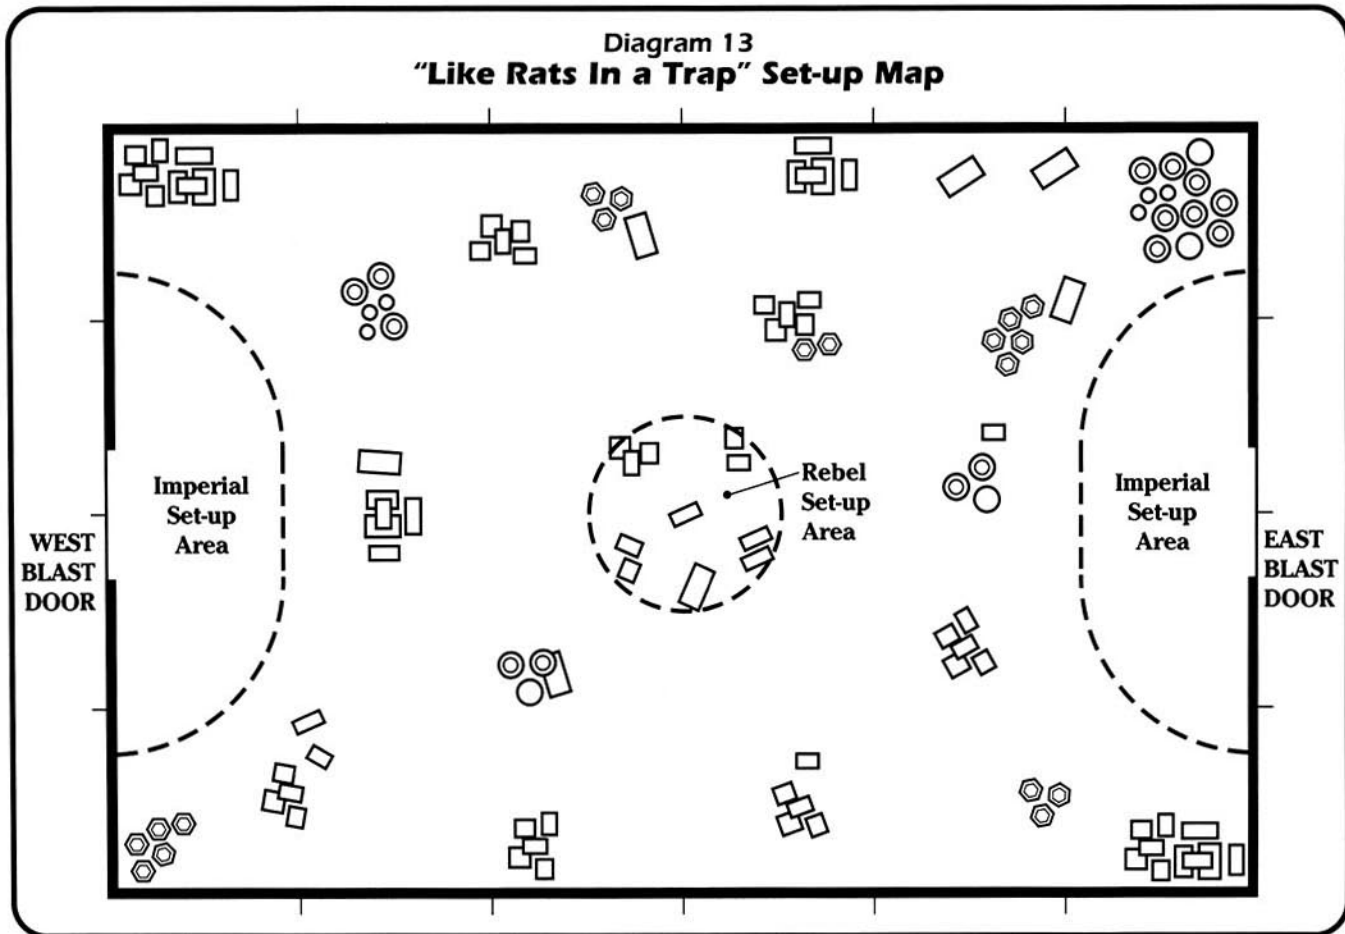 Diagram 13
“Like Rats In a Trap” Set-up Map
Imperial
Set-up
Area
WEST
BLAST
DOOR
Rebel
Set-up
Area
Imperial
Set-up
Area
EAST
BLAST
DOOR